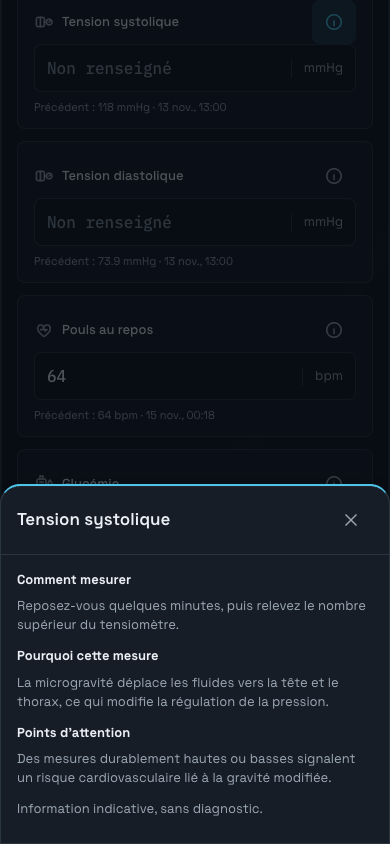 Tension systolique
Non renseigné mmHg
Précédent : 118 mmHg · 13 nov., 13:00
Tension diastolique
Non renseigné mmHg
Précédent : 73.9 mmHg · 13 nov., 13:00
Pouls au repos
64 bpm
Précédent : 64 bpm · 15 nov., 00:18
Glycémie
Tension systolique
Comment mesurer
Reposez-vous quelques minutes, puis relevez le nombre
supérieur du tensiomètre.
Pourquoi cette mesure
La microgravité déplace les fluides vers la tête et le
thorax, ce qui modifie la régulation de la pression.
Points d'attention
Des mesures durablement hautes ou basses signalent
un risque cardiovasculaire lié à la gravité modifiée.
Information indicative, sans diagnostic.